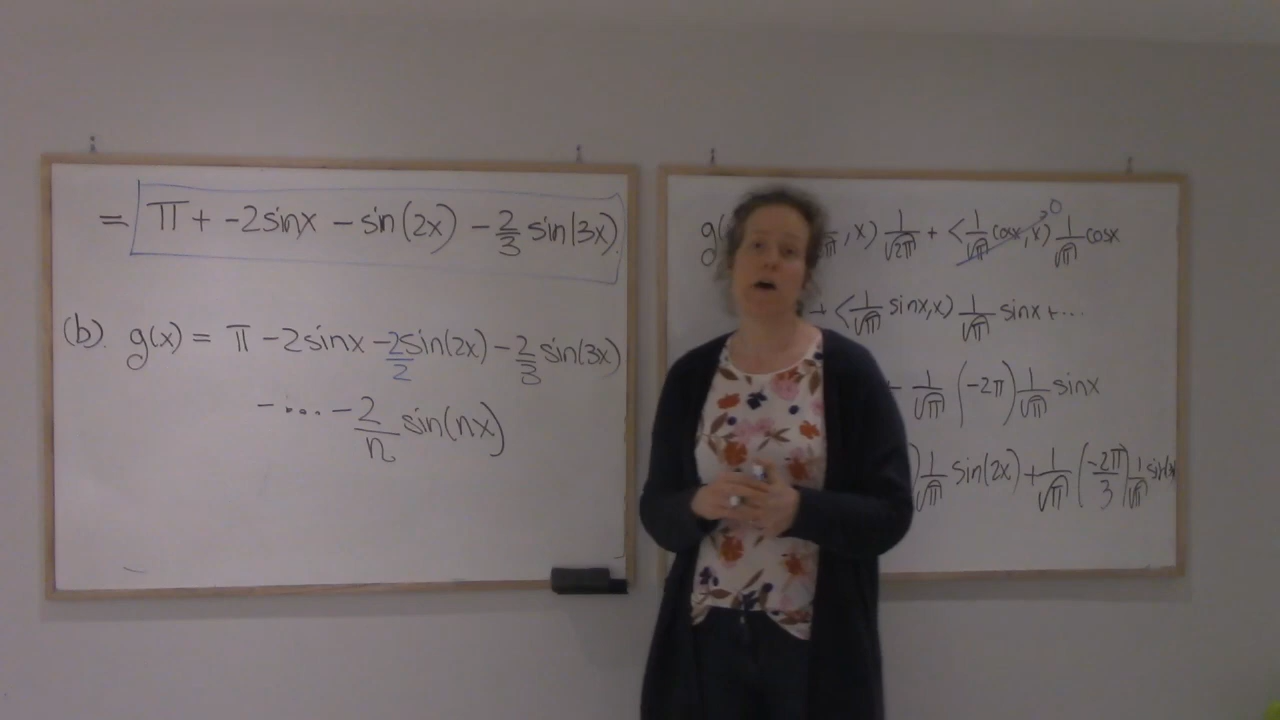 = π + -2sinx - sin(2x) - 2/3 sin(3x)
(b). g(x) = π - 2sinx - 2/2 sin(2x) - 2/3 sin(3x)
- ... - 2/n sin(nx)
g( π, x⟩ 1/√2π + ⟨1/√π cosx, x⟩ 0 1/√π cosx
+ ⟨1/√π sinx, x⟩ 1/√π sinx + ...
1/√π (-2π) 1/√π sinx
) 1/√π sin(2x) + 1/√π (-2π/3) 1/√π sin(3x